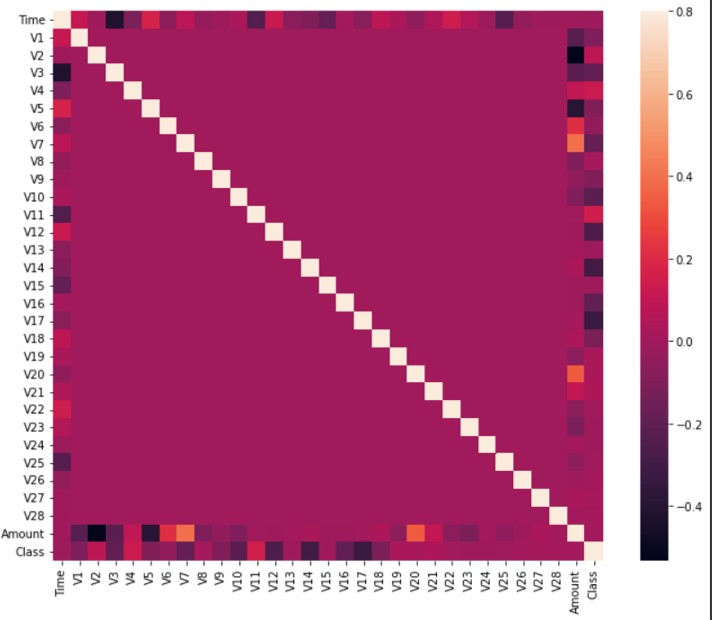 Time
V1
V2
V3
V4
V5
V6
V7
V8
V9
V10
V11
V12
V13
V14
V15
V16
V17
V18
V19
V20
V21
V22
V23
V24
V25
V26
V27
V28
Amount
Class
Time V1 V2 V3 V4 V5 V6 V7 V8 V9 V10 V11 V12 V13 V14 V15 V16 V17 V18 V19 V20 V21 V22 V23 V24 V25 V26 V27 V28 Amount Class
0.8
0.6
0.4
0.2
0.0
−0.2
−0.4